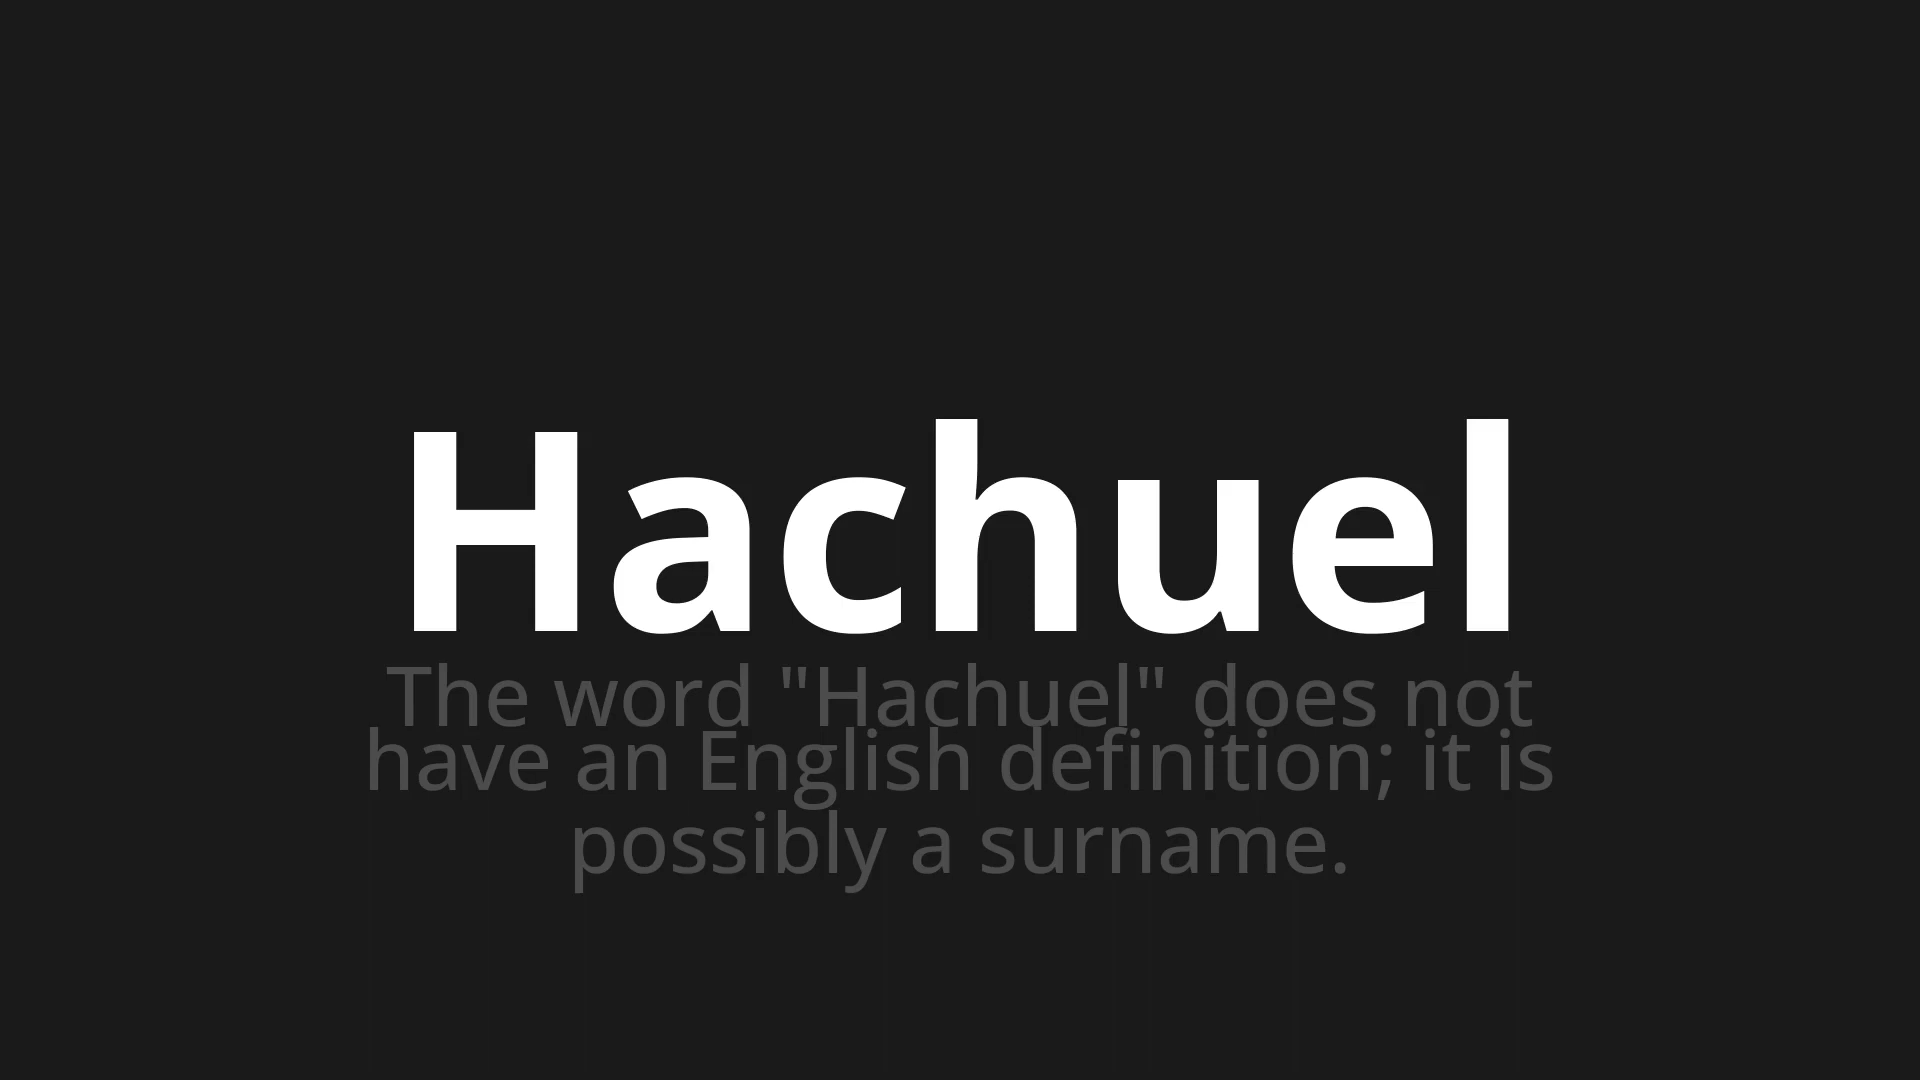 Hachuel
The word "Hachuel" does not
have an English definition; it is
possibly a surname.